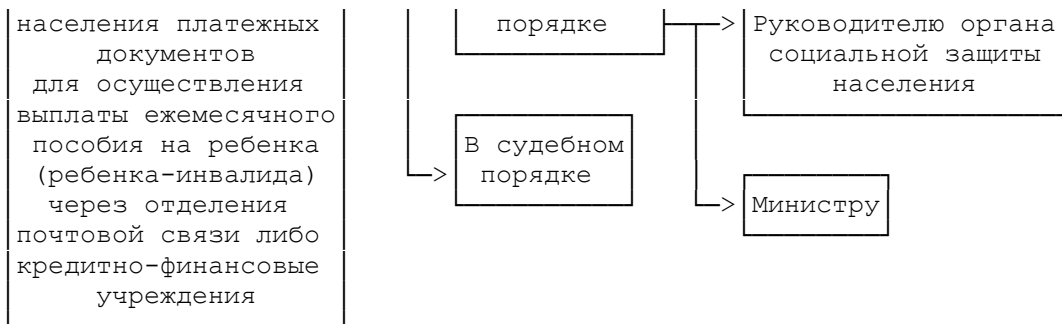 населения платежных
документов
для осуществления
выплаты ежемесячного
пособия на ребенка
(ребенка-инвалида)
через отделения
почтовой связи либо
кредитно-финансовые
учреждения
порядке
В судебном
порядке
Руководителю органа
социальной защиты
населения
Министру